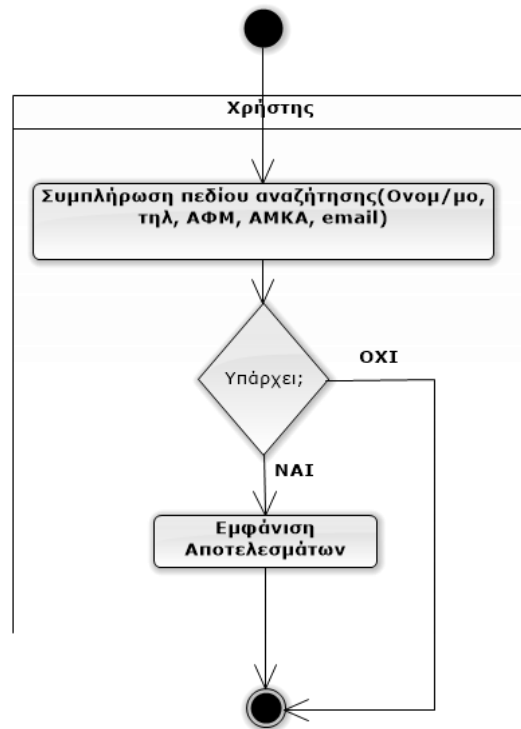 Χρήστης
Συμπλήρωση πεδίου αναζήτησης(Ονομ/μο,
τηλ, ΑΦΜ, ΑΜΚΑ, email)
ΟΧΙ
Υπάρχει;
ΝΑΙ
Εμφάνιση
Αποτελεσμάτων